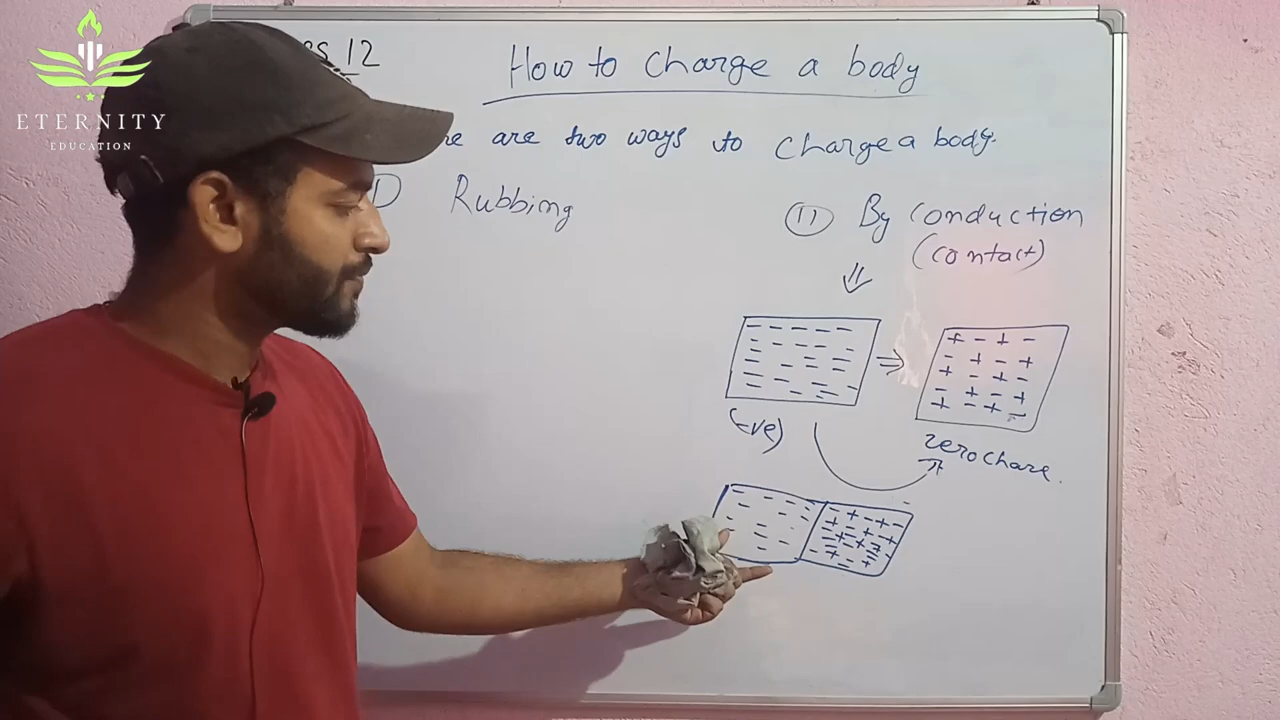 ETERNITY
EDUCATION
12
How to charge a body
are two ways to charge a body.
Rubbing
(II) By conduction
(contact)
(-ve)
zero chare.